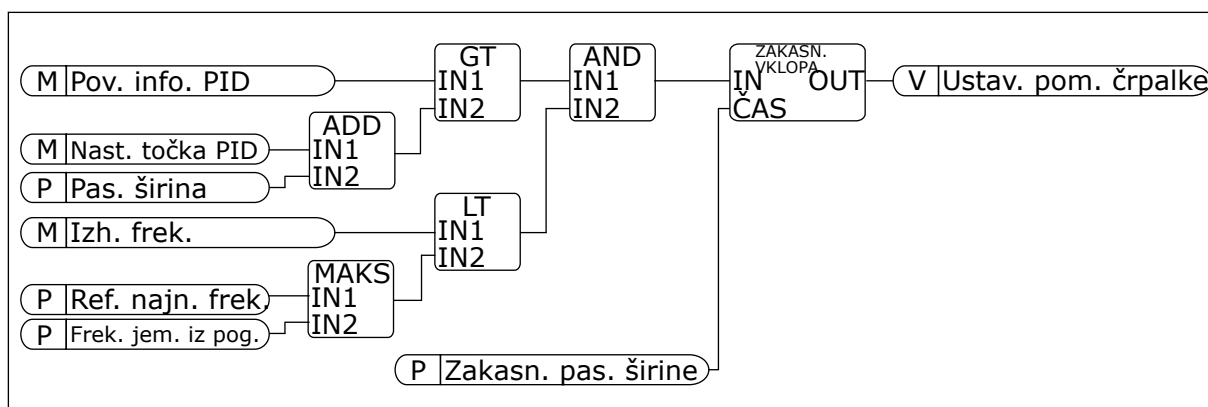 M Pov. info. PID
GT
IN1
IN2
AND
IN1
IN2
ZAKASN.
VKLOPA
IN OUT
ČAS
V Ustav. pom. črpalke
M Nast. točka PID
P Pas. širina
ADD
IN1
IN2
M Izh. frek.
LT
IN1
IN2
P Ref. najn. frek.
P Frek. jem. iz pog.
MAKS
IN1
IN2
P Zakasn. pas. širine